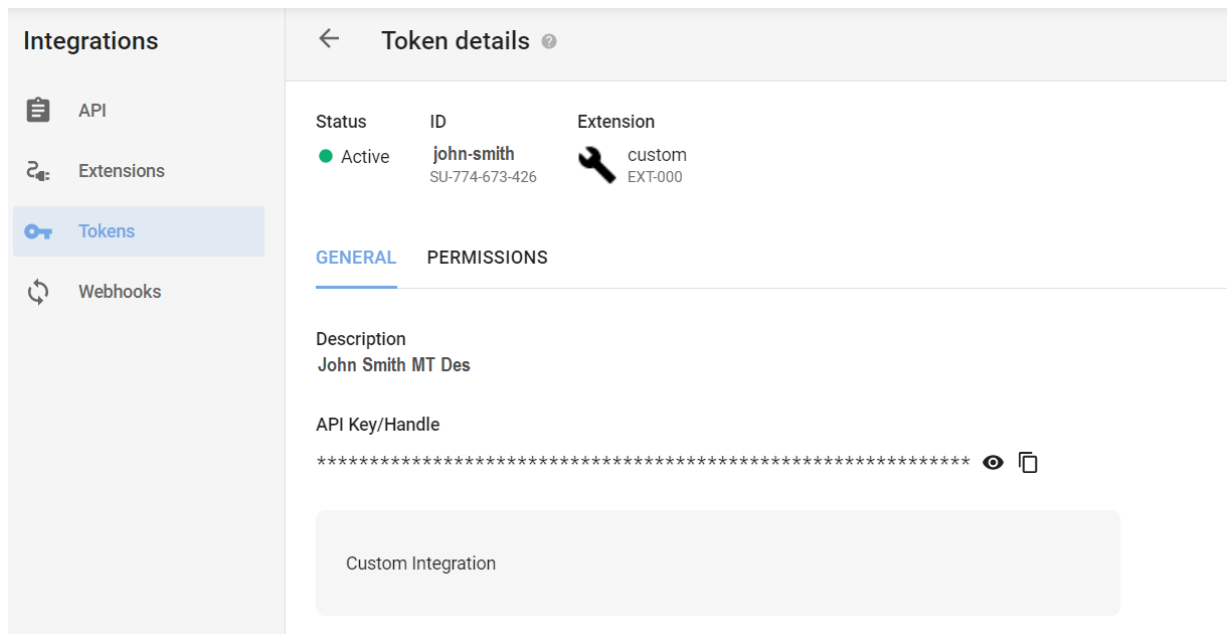 Integrations
API
Extensions
Tokens
Webhooks
Token details
Status ID Extension
Active john-smith custom
SU-774-673-426 EXT-000
GENERAL PERMISSIONS
Description
John Smith MT Des
API Key/Handle
**************************************************************
Custom Integration